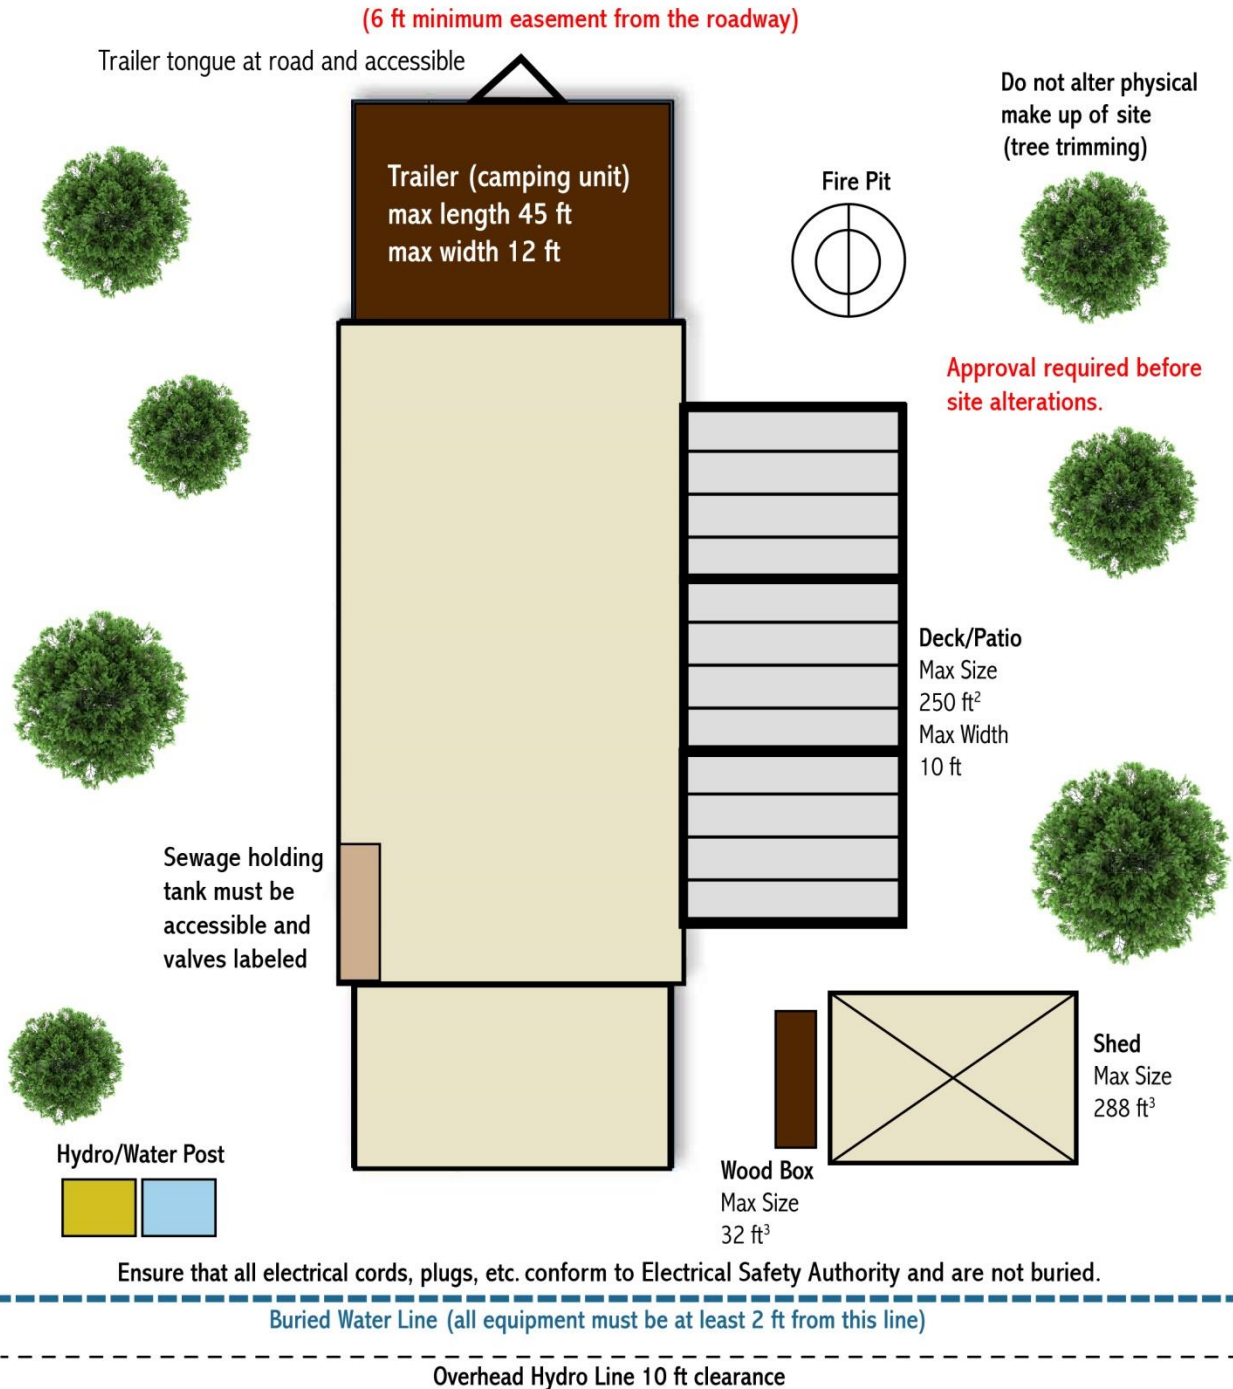 (6 ft minimum easement from the roadway)
Trailer tongue at road and accessible
Do not alter physical
make up of site
(tree trimming)
Trailer (camping unit)
max length 45 ft
max width 12 ft
Fire Pit
Approval required before
site alterations.
Deck/Patio
Max Size
250 ft²
Max Width
10 ft
Sewage holding
tank must be
accessible and
valves labeled
Shed
Max Size
288 ft³
Hydro/Water Post
Wood Box
Max Size
32 ft³
Ensure that all electrical cords, plugs, etc. conform to Electrical Safety Authority and are not buried.
Buried Water Line (all equipment must be at least 2 ft from this line)
Overhead Hydro Line 10 ft clearance